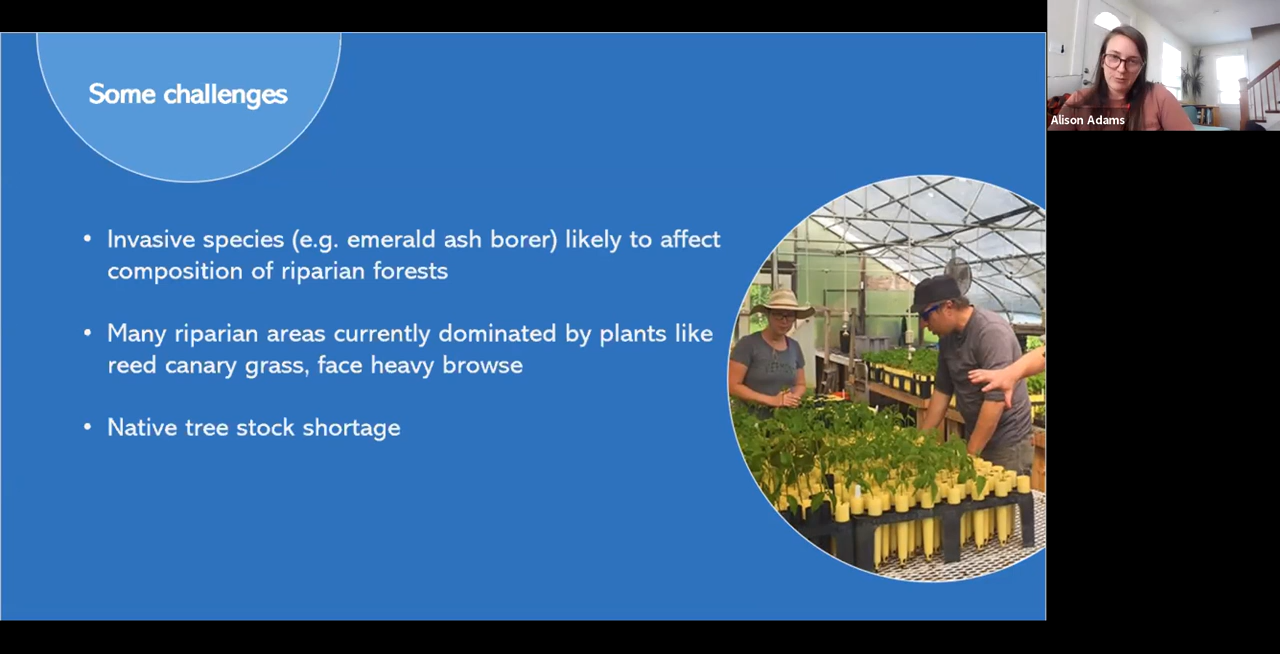 Some challenges
Alison Adams
• Invasive species (e.g. emerald ash borer) likely to affect
composition of riparian forests
• Many riparian areas currently dominated by plants like
reed canary grass, face heavy browse
• Native tree stock shortage